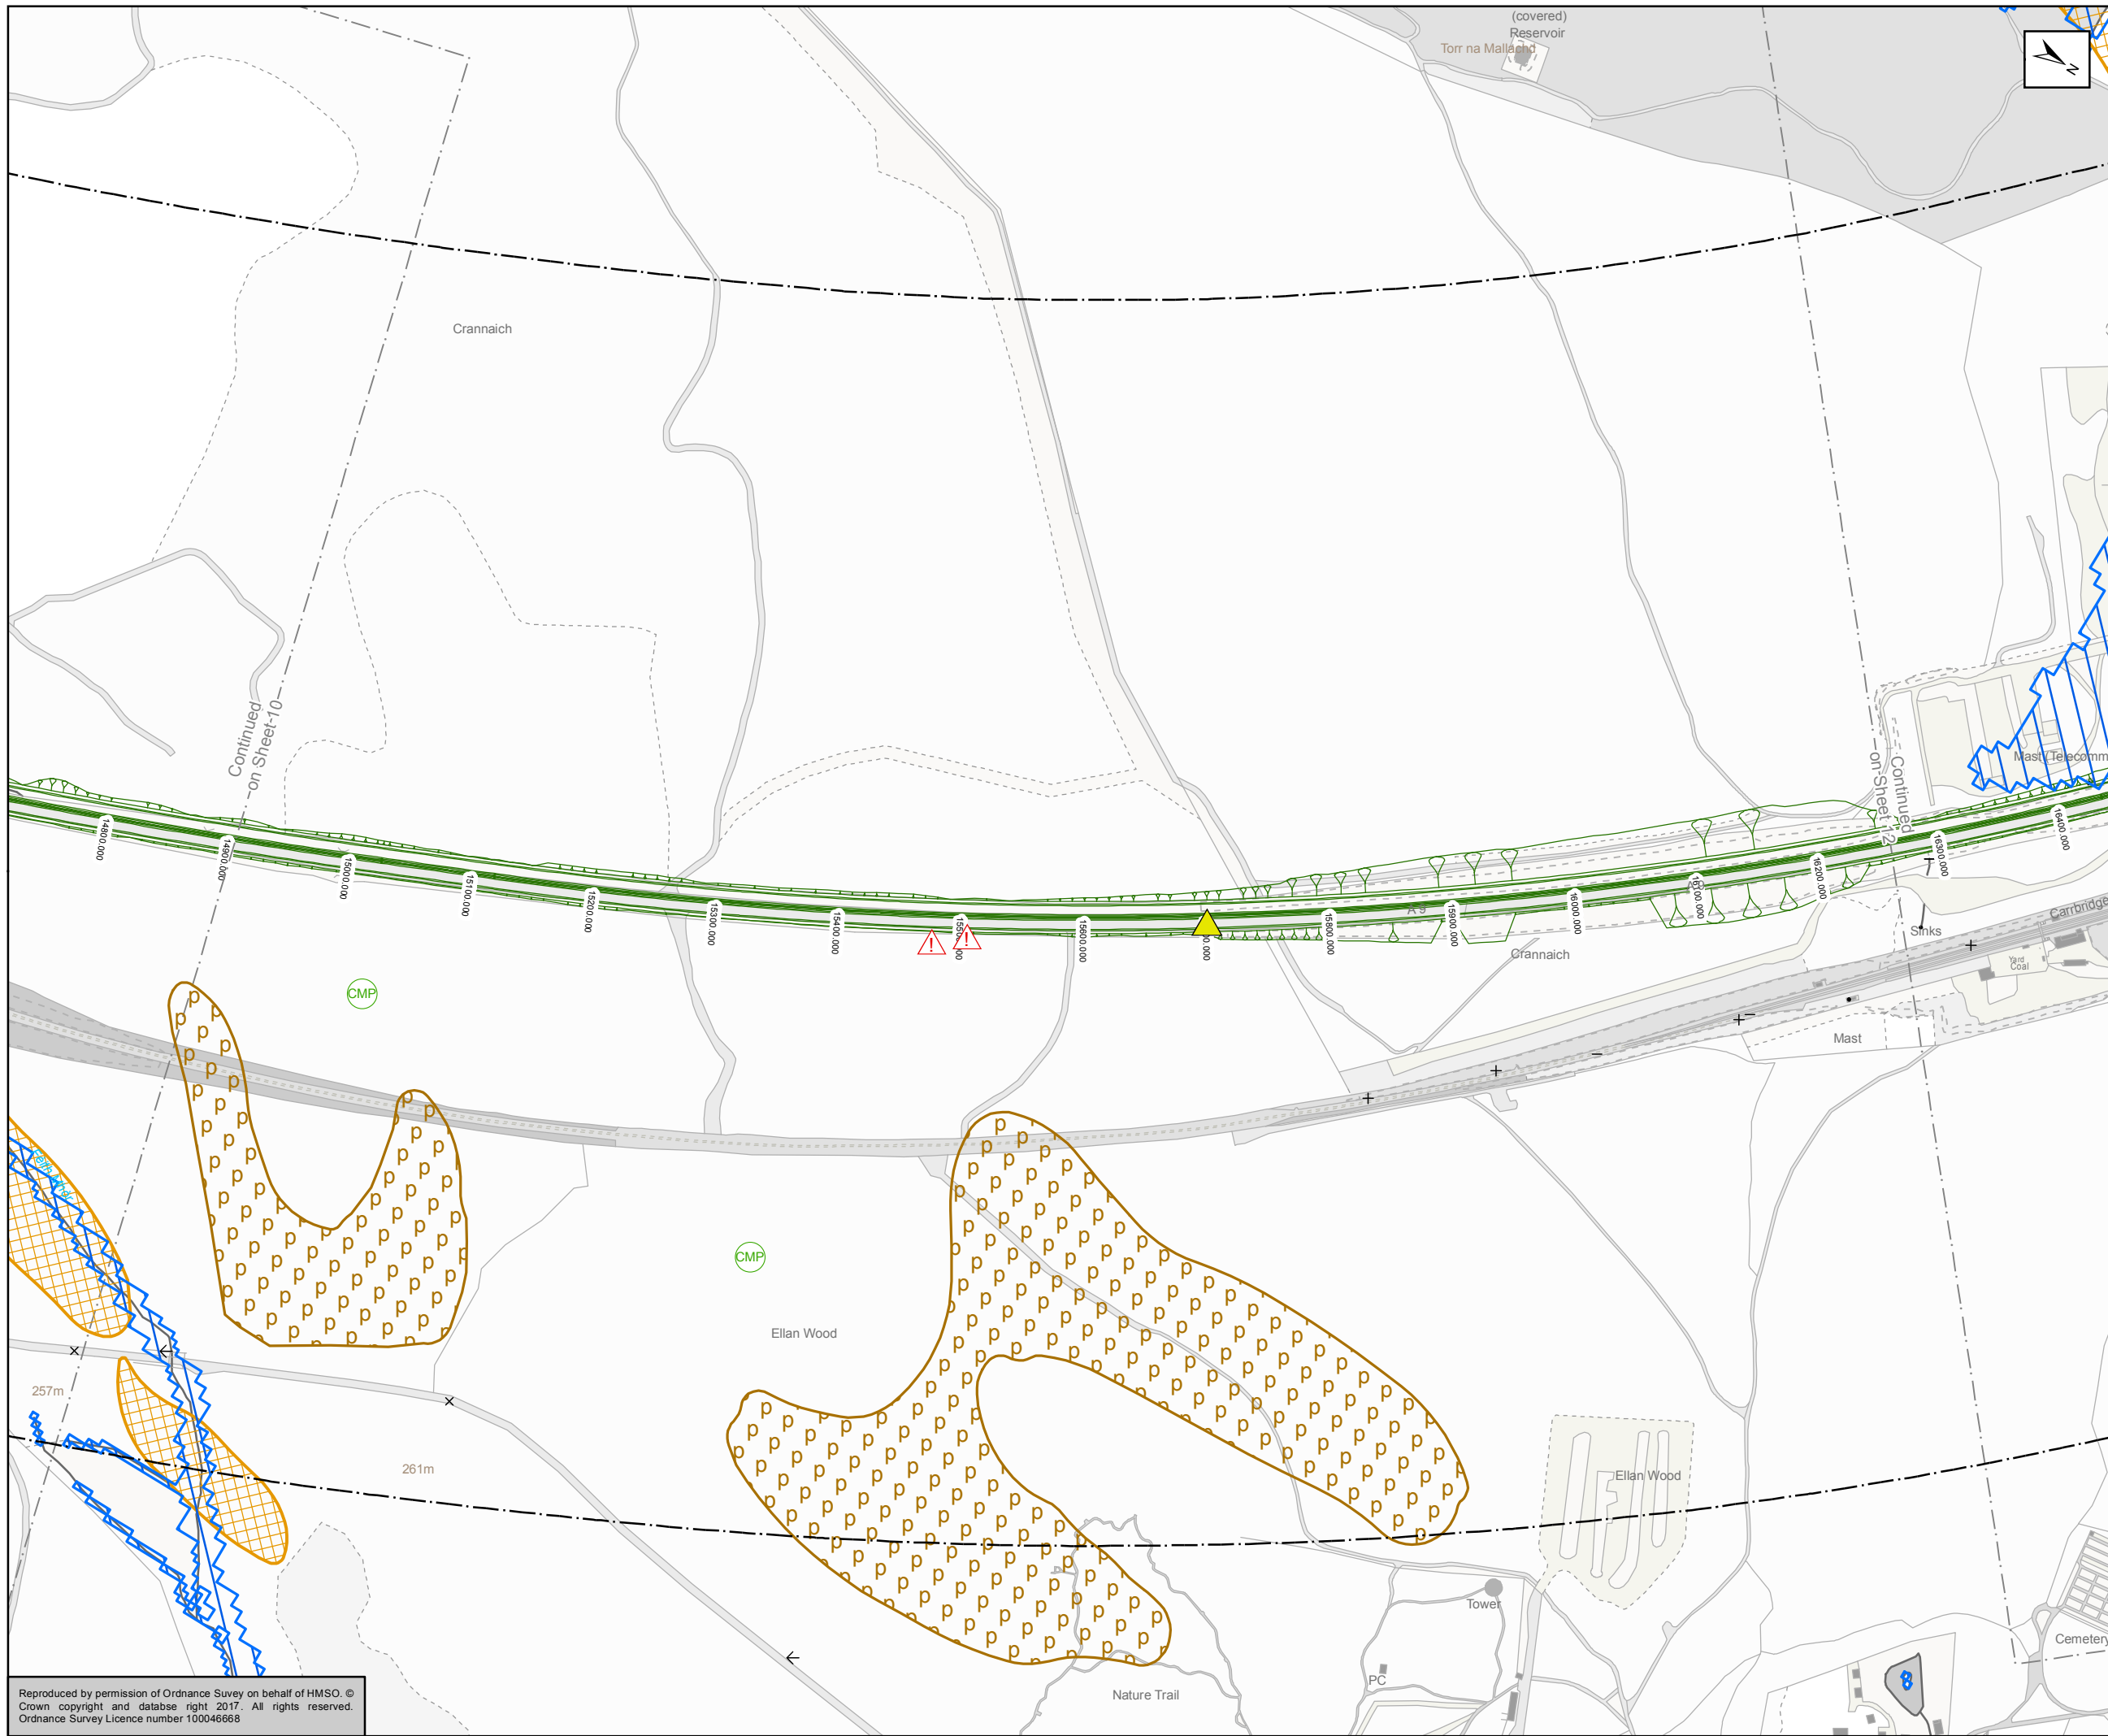 (covered)
Reservoir
Torr na Mallachd
N
Crannaich
Continued
on Sheet 10
Continued
on Sheet 12
Mast (Telecomm
14800.000
14900.000
15000.000
15100.000
15200.000
15300.000
15400.000
15600.000
15800.000
15900.000
16000.000
16100.000
16200.000
16300.000
16400.000
A 9
Crannaich
Sinks
Carrbridge
Yard
Coal
Mast
CMP
CMP
Ellan Wood
257m
261m
Ellan Wood
Tower
PC
Nature Trail
Cemetery
Reproduced by permission of Ordnance Suvey on behalf of HMSO. ©
Crown copyright and databse right 2017. All rights reserved.
Ordnance Survey Licence number 100046668